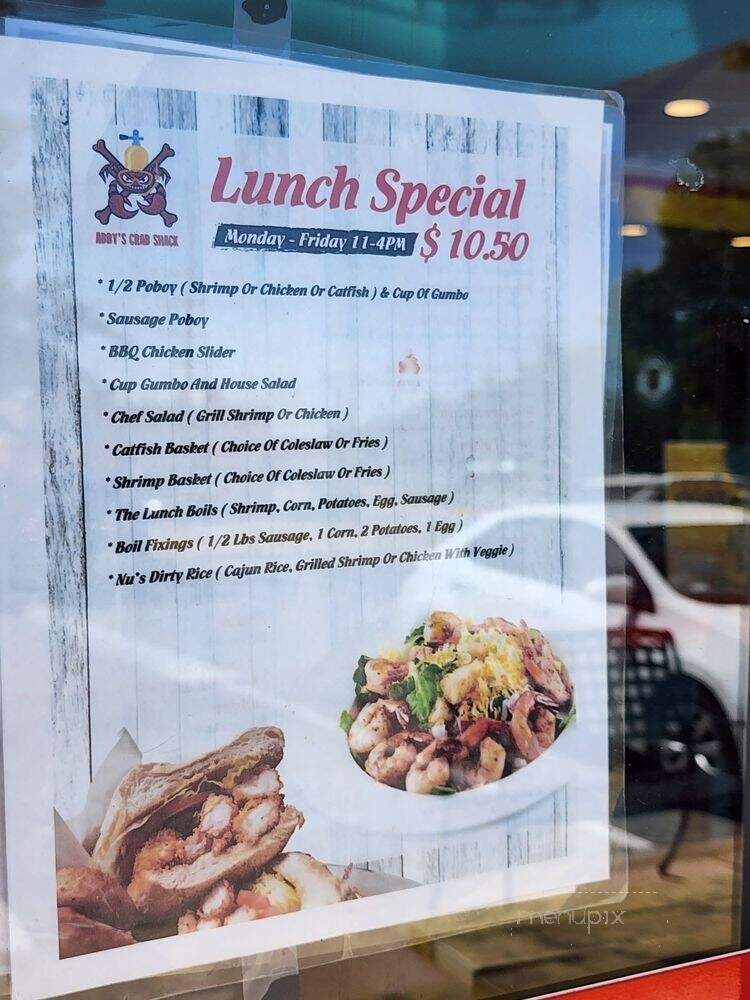 ABBY'S CRAB SHACK
Lunch Special
Monday - Friday 11-4PM $ 10.50
* 1/2 Poboy ( Shrimp Or Chicken Or Catfish ) & Cup Of Gumbo
* Sausage Poboy
* BBQ Chicken Slider
* Cup Gumbo And House Salad
* Chef Salad ( Grill Shrimp Or Chicken )
* Catfish Basket ( Choice Of Coleslaw Or Fries )
* Shrimp Basket ( Choice Of Coleslaw Or Fries )
* The Lunch Boils ( Shrimp, Corn, Potatoes, Egg, Sausage )
* Boil Fixings ( 1/2 Lbs Sausage, 1 Corn, 2 Potatoes, 1 Egg )
* Nu's Dirty Rice ( Cajun Rice, Grilled Shrimp Or Chicken With Veggie )
menupix